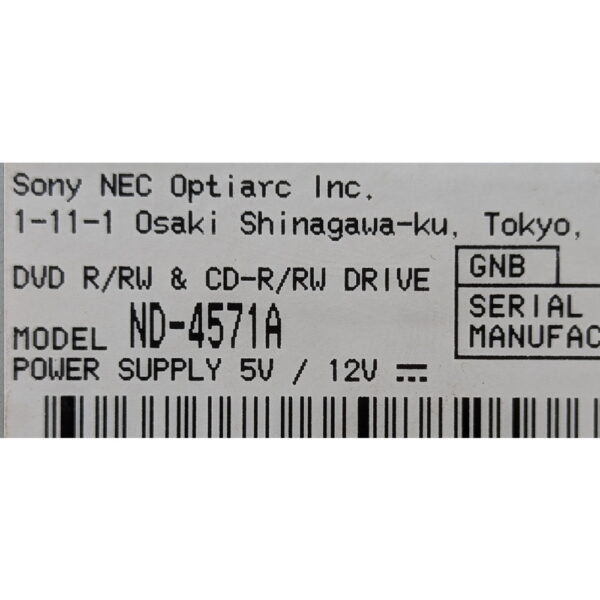 Sony NEC Optiarc Inc.
1-11-1 Osaki Shinagawa-ku, Tokyo,
DVD R/RW & CD-R/RW DRIVE
GNB
MODEL ND-4571A
SERIAL
MANUFAC
POWER SUPPLY 5V / 12V ⎓